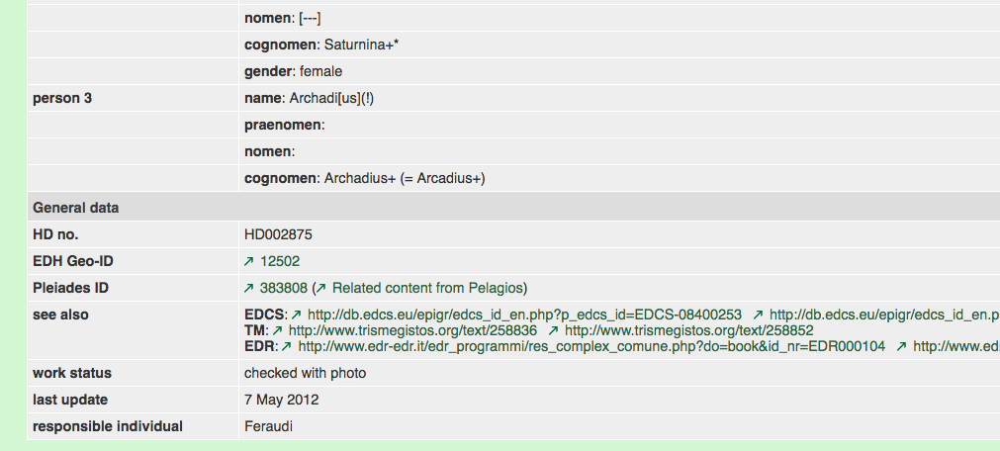 nomen: [---]
cognomen: Saturnina+*
gender: female
person 3 name: Archadi[us](!)
praenomen:
nomen:
cognomen: Archadius+ (= Arcadius+)
General data
HD no. HD002875
EDH Geo-ID ↗ 12502
Pleiades ID ↗ 383808 (↗ Related content from Pelagios)
see also EDCS: ↗ http://db.edcs.eu/epigr/edcs_id_en.php?p_edcs_id=EDCS-08400253 ↗ http://db.edcs.eu/epigr/edcs_id_en.p
TM: ↗ http://www.trismegistos.org/text/258836 ↗ http://www.trismegistos.org/text/258852
EDR: ↗ http://www.edr-edr.it/edr_programmi/res_complex_comune.php?do=book&id_nr=EDR000104 ↗ http://www.ed
work status checked with photo
last update 7 May 2012
responsible individual Feraudi